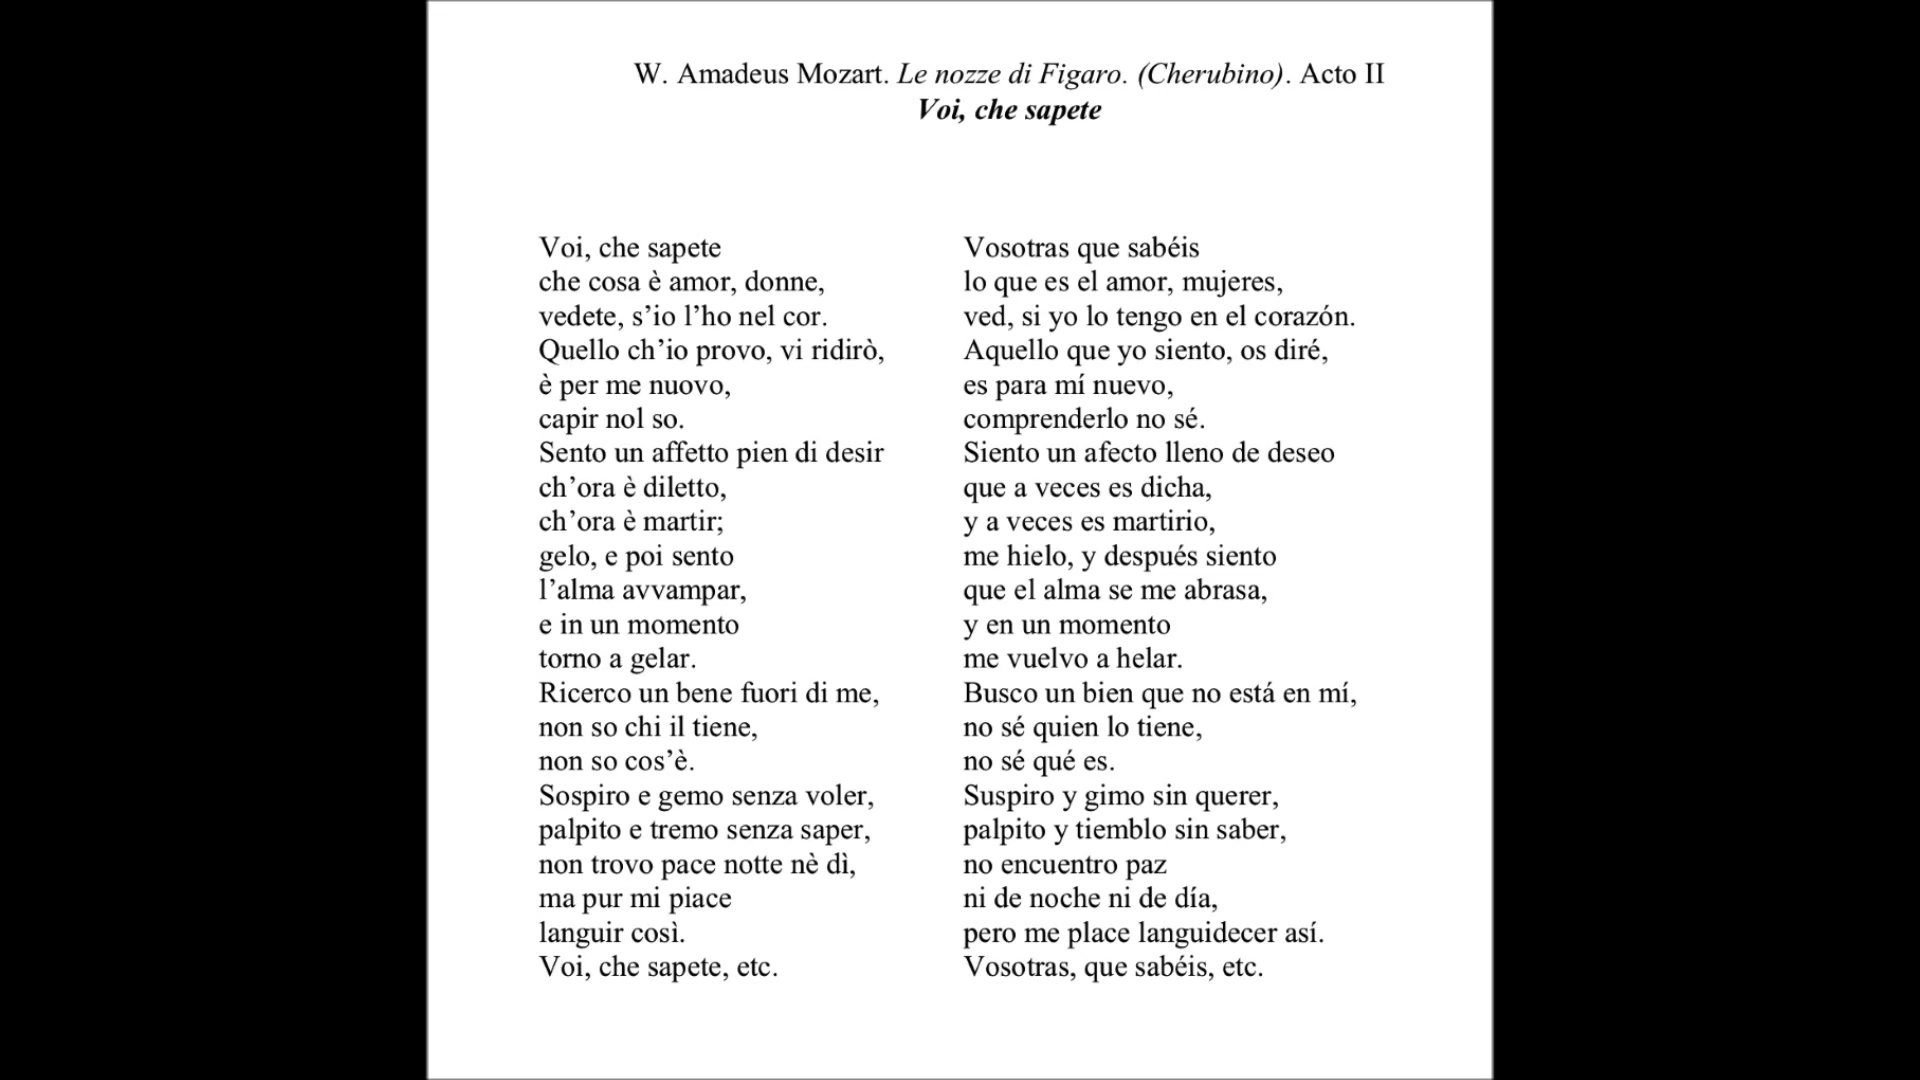 W. Amadeus Mozart. Le nozze di Figaro. (Cherubino). Acto II
Voi, che sapete
Voi, che sapete
che cosa è amor, donne,
vedete, s’io l’ho nel cor.
Quello ch’io provo, vi ridirò,
è per me nuovo,
capir nol so.
Sento un affetto pien di desir
ch’ora è diletto,
ch’ora è martir;
gelo, e poi sento
l’alma avvampar,
e in un momento
torno a gelar.
Ricerco un bene fuori di me,
non so chi il tiene,
non so cos’è.
Sospiro e gemo senza voler,
palpito e tremo senza saper,
non trovo pace notte nè dì,
ma pur mi piace
languir così.
Voi, che sapete, etc.
Vosotras que sabéis
lo que es el amor, mujeres,
ved, si yo lo tengo en el corazón.
Aquello que yo siento, os diré,
es para mí nuevo,
comprenderlo no sé.
Siento un afecto lleno de deseo
que a veces es dicha,
y a veces es martirio,
me hielo, y después siento
que el alma se me abrasa,
y en un momento
me vuelvo a helar.
Busco un bien que no está en mí,
no sé quien lo tiene,
no sé qué es.
Suspiro y gimo sin querer,
palpito y tiemblo sin saber,
no encuentro paz
ni de noche ni de día,
pero me place languidecer así.
Vosotras, que sabéis, etc.